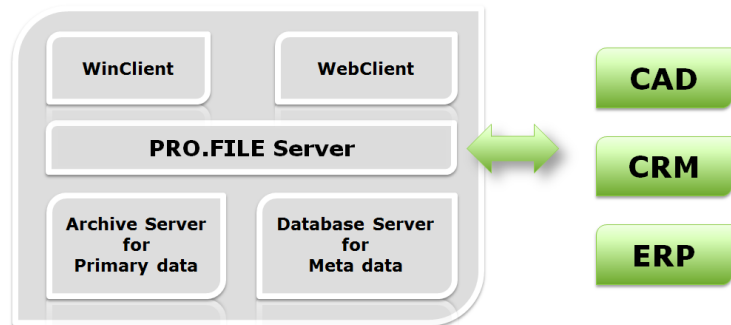 WinClient
WebClient
PRO.FILE Server
Archive Server
for
Primary data
Database Server
for
Meta data
CAD
CRM
ERP